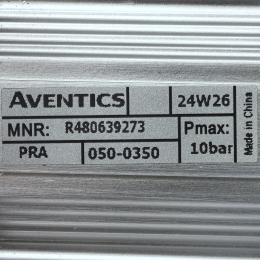 AVENTICS 24W26
MNR: R480639273 Pmax:
PRA 050-0350 10bar
Made in China